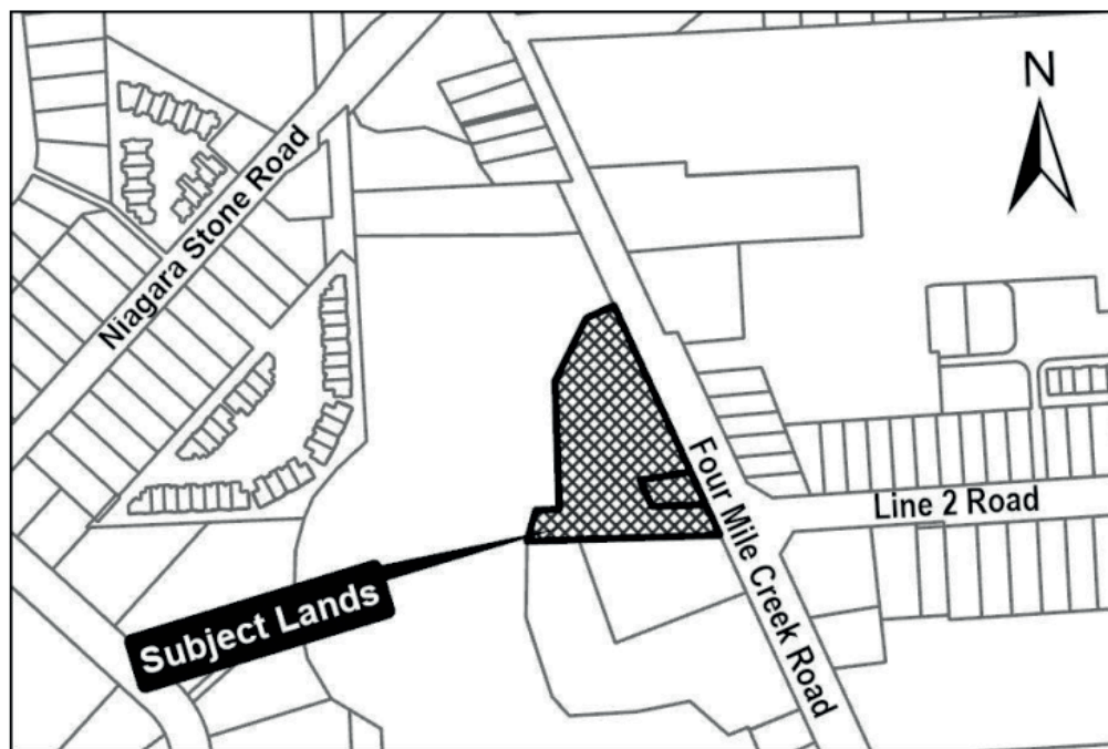 N
Niagara Stone Road
Four Mile Creek Road
Line 2 Road
Subject Lands